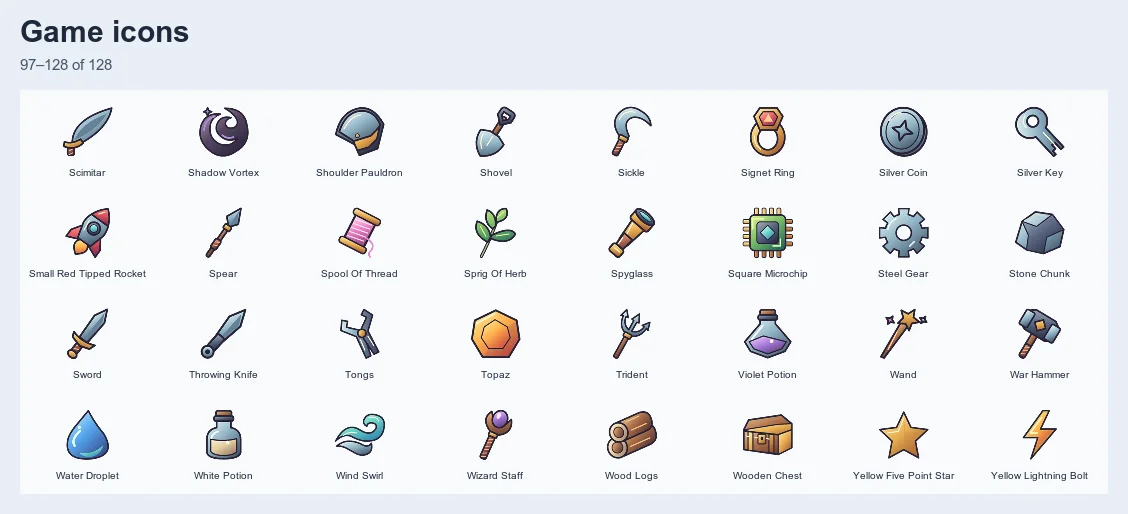 Game icons
97–128 of 128
Scimitar
Shadow Vortex
Shoulder Pauldron
Shovel
Sickle
Signet Ring
Silver Coin
Silver Key
Small Red Tipped Rocket
Spear
Spool Of Thread
Sprig Of Herb
Spyglass
Square Microchip
Steel Gear
Stone Chunk
Sword
Throwing Knife
Tongs
Topaz
Trident
Violet Potion
Wand
War Hammer
Water Droplet
White Potion
Wind Swirl
Wizard Staff
Wood Logs
Wooden Chest
Yellow Five Point Star
Yellow Lightning Bolt